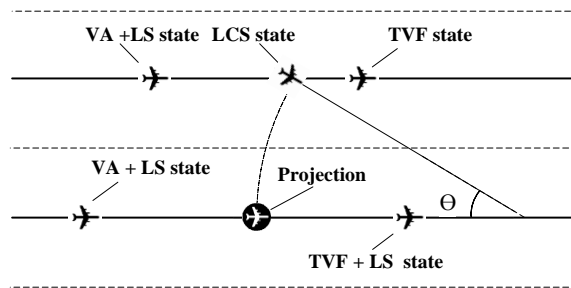 VA +LS state
LCS state
TVF state
VA + LS state
Projection
Θ
TVF + LS state